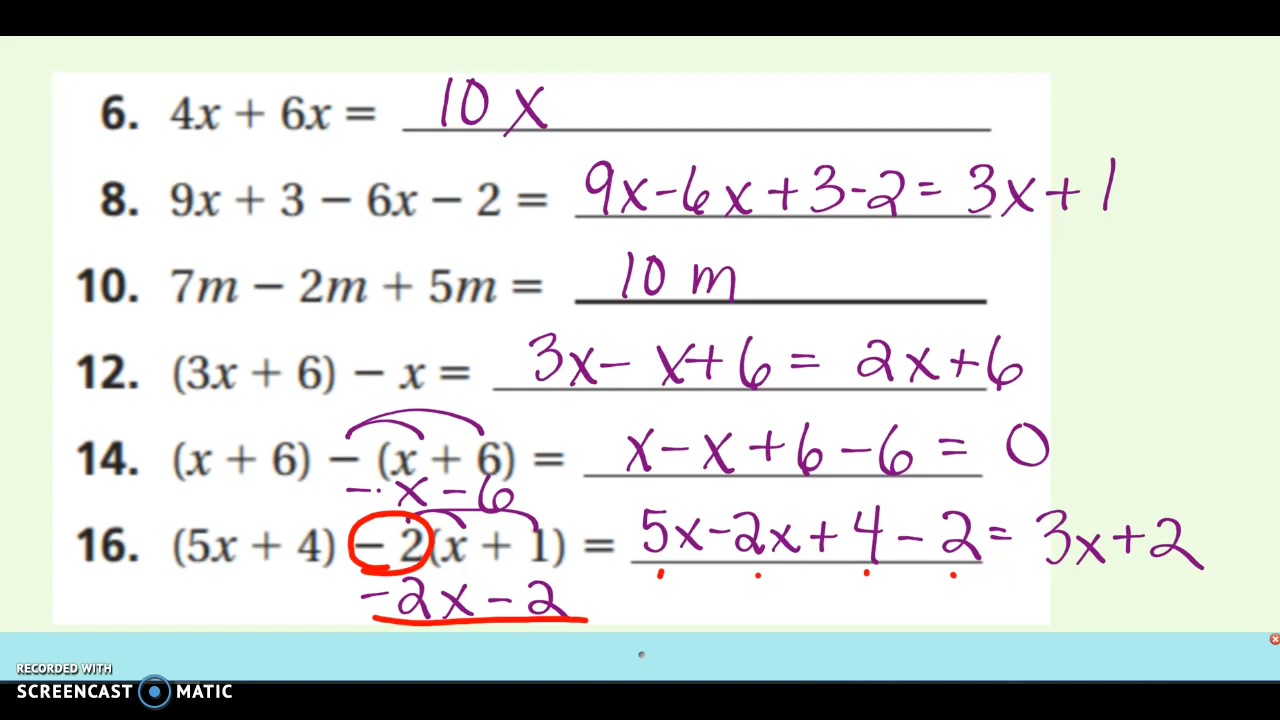 6. 4x + 6x = 10x
8. 9x + 3 − 6x − 2 = 9x-6x+3-2= 3x+1
10. 7m − 2m + 5m = 10 m
12. (3x + 6) − x = 3x- x+6 = 2x+6
14. (x + 6) − (x + 6) = x-x+6-6 = 0
-·x-6
16. (5x + 4) − 2(x + 1) = 5x-2x+4-2= 3x+2
-2x-2
RECORDED WITH
SCREENCAST MATIC